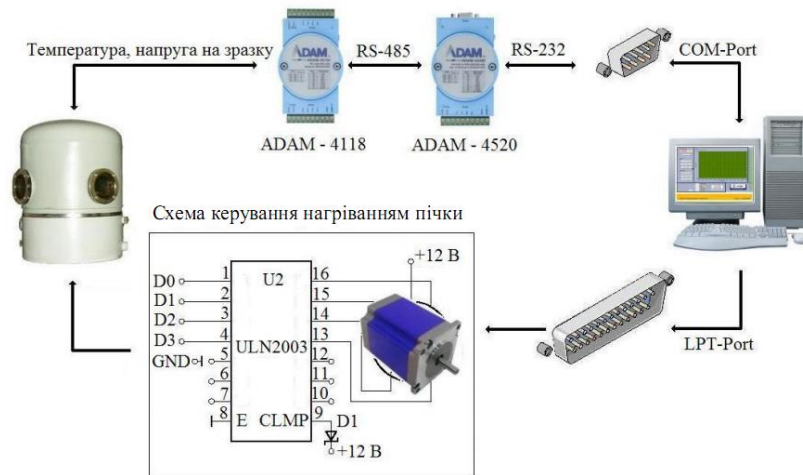 Температура, напруга на зразку
RS-485
RS-232
COM-Port
ADAM
ADAM
ADAM - 4118
ADAM - 4520
Схема керування нагріванням пічки
+12 В
D0
1
U2
16
D1
2
15
D2
3
14
D3
4
ULN2003
13
GND
5
12
6
11
7
10
8
E
CLMP
9
D1
+12 В
LPT-Port